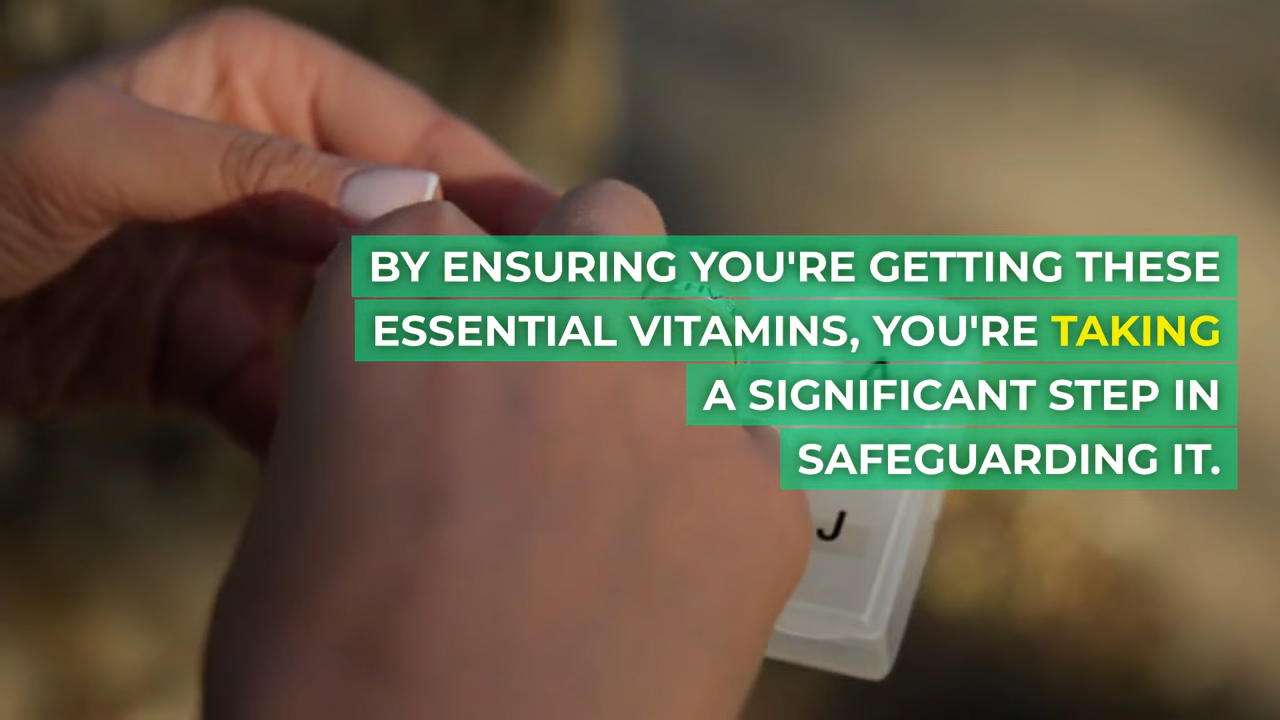 BY ENSURING YOU'RE GETTING THESE
ESSENTIAL VITAMINS, YOU'RE TAKING
A SIGNIFICANT STEP IN
SAFEGUARDING IT.
J